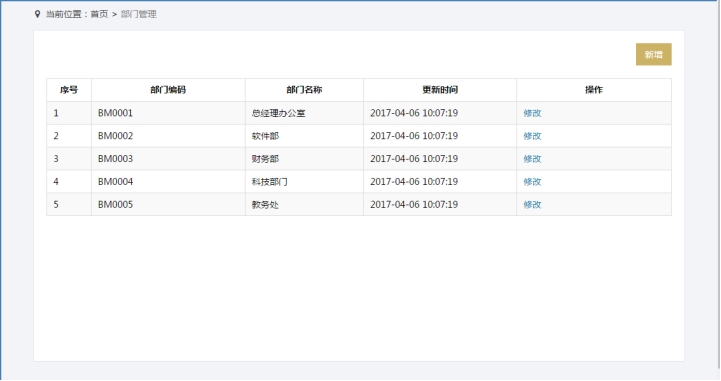 当前位置：首页 > 部门管理
新增
序号 部门编码 部门名称 更新时间 操作
1 BM0001 总经理办公室 2017-04-06 10:07:19 修改
2 BM0002 软件部 2017-04-06 10:07:19 修改
3 BM0003 财务部 2017-04-06 10:07:19 修改
4 BM0004 科技部门 2017-04-06 10:07:19 修改
5 BM0005 教务处 2017-04-06 10:07:19 修改